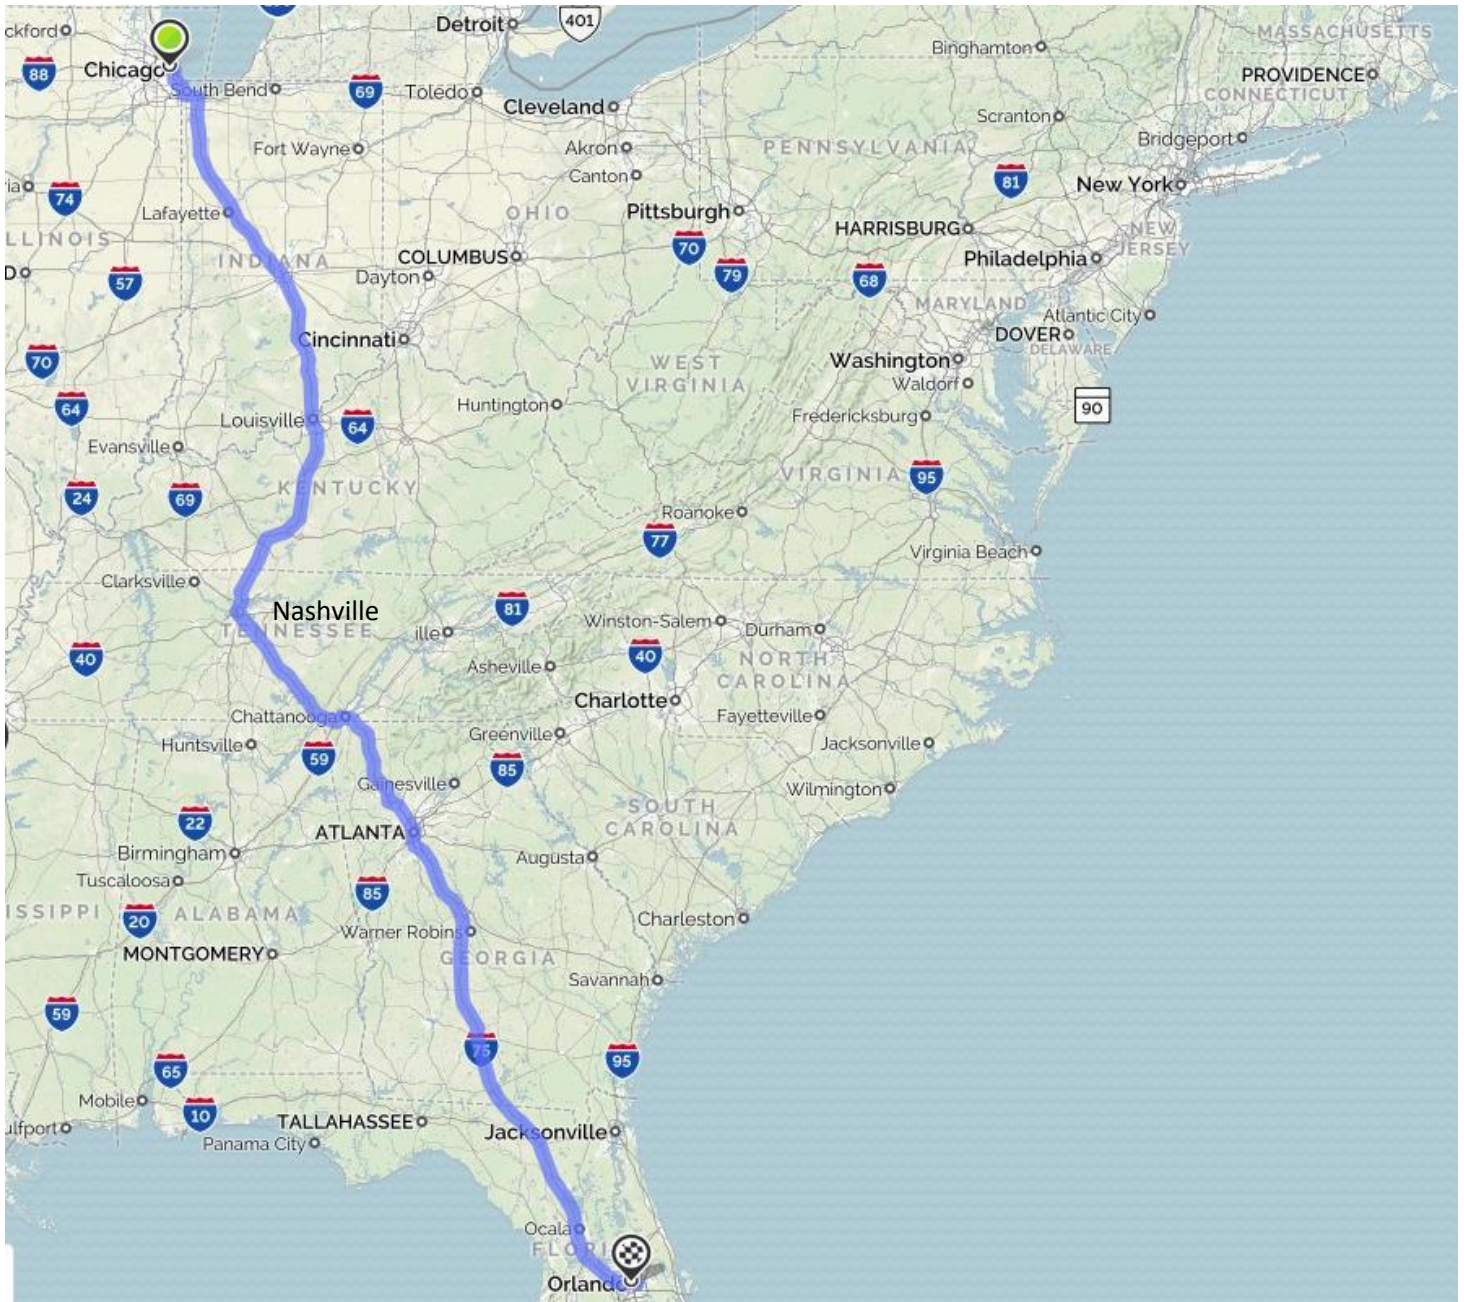 ckford
Detroit
401
MASSACHUSETTS
Binghamton
88
Chicago
South Bend
69
Toledo
PROVIDENCE
CONNECTICUT
Cleveland
Scranton
Fort Wayne
Akron
PENNSYLVANIA
Bridgeport
Canton
81
ria
74
New York
Lafayette
OHIO
Pittsburgh
HARRISBURG
NEW
JERSEY
LLINOIS
INDIANA
COLUMBUS
70
Philadelphia
D
57
Dayton
79
68
MARYLAND
Atlantic City
Cincinnati
DOVER
DELAWARE
70
WEST
VIRGINIA
Washington
Waldorf
64
Huntington
90
Louisville
64
Fredericksburg
Evansville
VIRGINIA
95
24
69
KENTUCKY
Roanoke
77
Virginia Beach
Clarksville
Nashville
81
TENNESSEE
ille
Winston-Salem
Durham
40
Asheville
40
NORTH
CAROLINA
Charlotte
Chattanooga
Fayetteville
Huntsville
59
Greenville
Jacksonville
85
Gainesville
Wilmington
22
SOUTH
CAROLINA
ATLANTA
Birmingham
Augusta
Tuscaloosa
85
ISSIPPI
20
ALABAMA
Warner Robins
Charleston
MONTGOMERY
GEORGIA
Savannah
59
75
95
65
Mobile
10
TALLAHASSEE
ulfport
Panama City
Jacksonville
Ocala
FLORI
Orlando